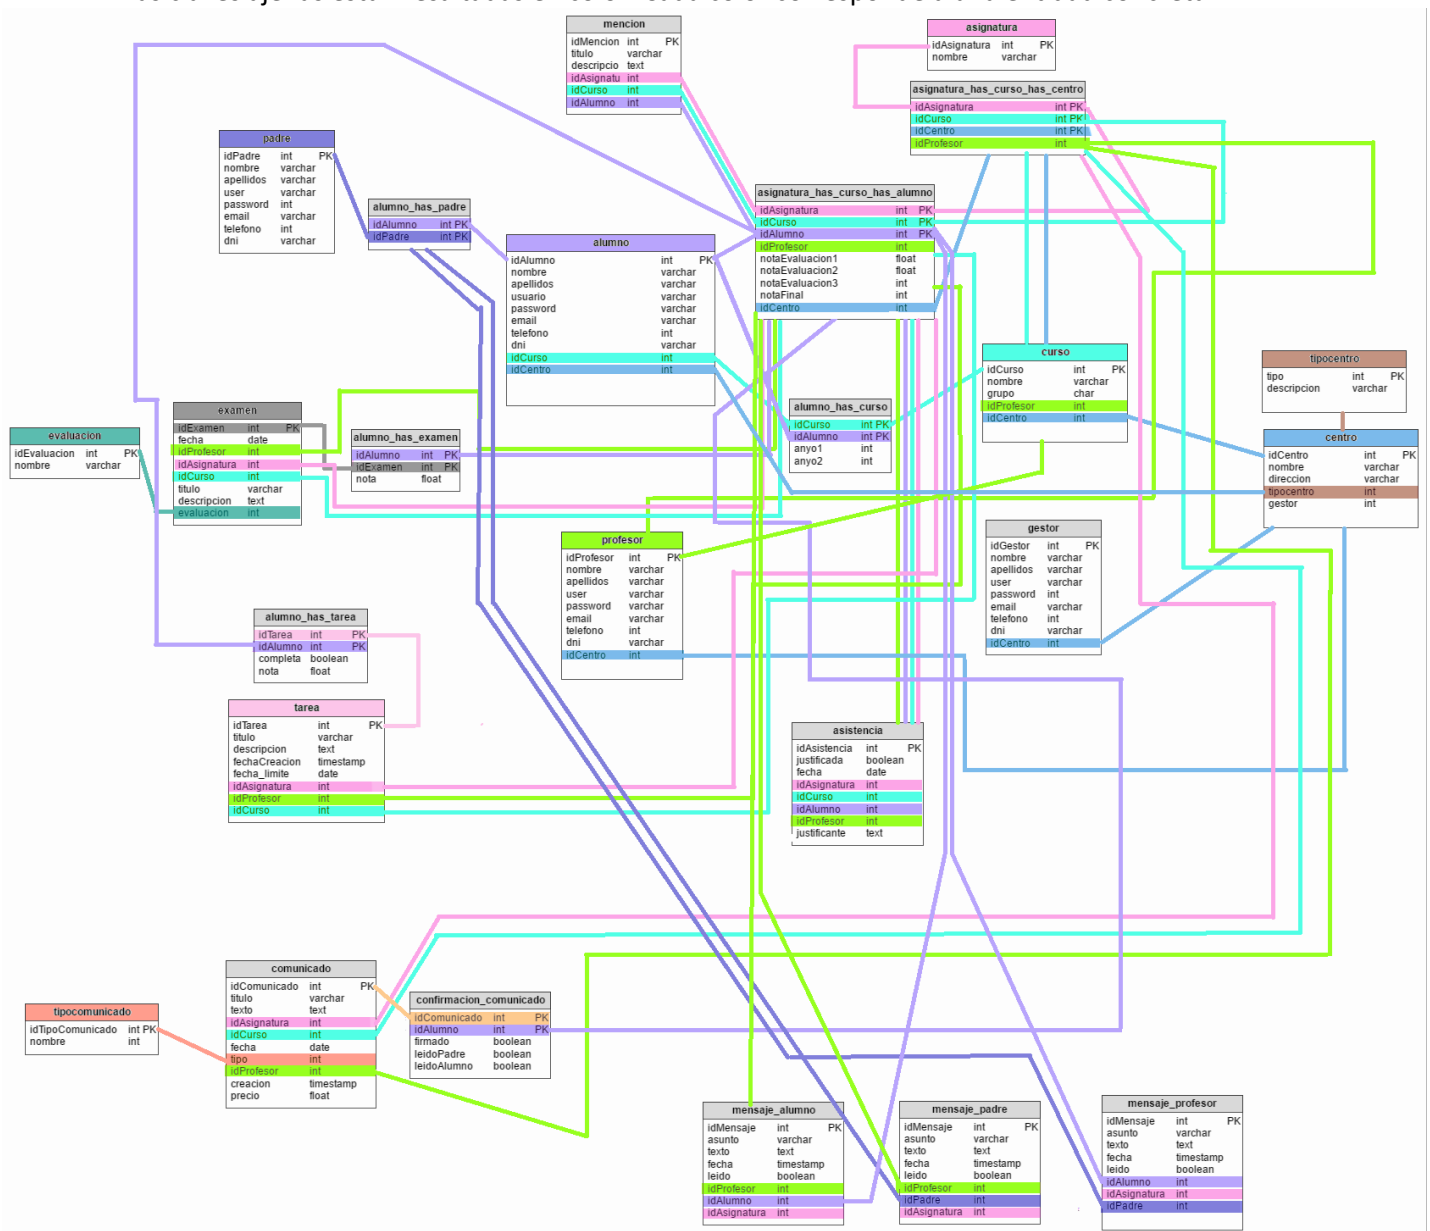 mencion
idMencion int PK
titulo varchar
descripcio text
idAsignatu int
idCurso int
idAlumno int
asignatura
idAsignatura int PK
nombre varchar
asignatura_has_curso_has_centro
idAsignatura int PK
idCurso int PK
idCentro int PK
idProfesor int
padre
idPadre int PK
nombre varchar
apellidos varchar
user varchar
password int
email varchar
telefono int
dni varchar
alumno_has_padre
idAlumno int PK
idPadre int PK
asignatura_has_curso_has_alumno
idAsignatura int PK
idCurso int PK
idAlumno int PK
idProfesor int
notaEvaluacion1 float
notaEvaluacion2 float
notaEvaluacion3 int
notaFinal int
idCentro int
alumno
idAlumno int PK
nombre varchar
apellidos varchar
usuario varchar
password varchar
email varchar
telefono int
dni varchar
idCurso int
idCentro int
curso
idCurso int PK
nombre varchar
grupo char
idProfesor int
idCentro int
tipocentro
tipo int PK
descripcion varchar
alumno_has_curso
idCurso int PK
idAlumno int PK
anyo1 int
anyo2 int
centro
idCentro int PK
nombre varchar
direccion varchar
tipocentro int
gestor int
evaluacion
idEvaluacion int PK
nombre varchar
examen
idExamen int PK
fecha date
idProfesor int
idAsignatura int
idCurso int
titulo varchar
descripcion text
evaluacion int
alumno_has_examen
idAlumno int PK
idExamen int PK
nota float
profesor
idProfesor int PK
nombre varchar
apellidos varchar
user varchar
password varchar
email varchar
telefono int
dni varchar
idCentro int
gestor
idGestor int PK
nombre varchar
apellidos varchar
user varchar
password int
email varchar
telefono int
dni varchar
idCentro int
alumno_has_tarea
idTarea int PK
idAlumno int PK
completa boolean
nota float
tarea
idTarea int PK
titulo varchar
descripcion text
fechaCreacion timestamp
fecha_limite date
idAsignatura int
idProfesor int
idCurso int
asistencia
idAsistencia int PK
justificada boolean
fecha date
idAsignatura int
idCurso int
idAlumno int
idProfesor int
justificante text
tipocomunicado
idTipoComunicado int PK
nombre int
comunicado
idComunicado int PK
titulo varchar
texto text
idAsignatura int
idCurso int
fecha date
tipo int
idProfesor int
creacion timestamp
precio float
confirmacion_comunicado
idComunicado int PK
idAlumno int PK
firmado boolean
leidoPadre boolean
leidoAlumno boolean
mensaje_alumno
idMensaje int PK
asunto varchar
texto text
fecha timestamp
leido boolean
idProfesor int
idAlumno int
idAsignatura int
mensaje_padre
idMensaje int PK
asunto varchar
texto text
fecha timestamp
leido boolean
idProfesor int
idPadre int
idAsignatura int
mensaje_profesor
idMensaje int PK
asunto varchar
texto text
fecha timestamp
leido boolean
idAlumno int
idAsignatura int
idPadre int